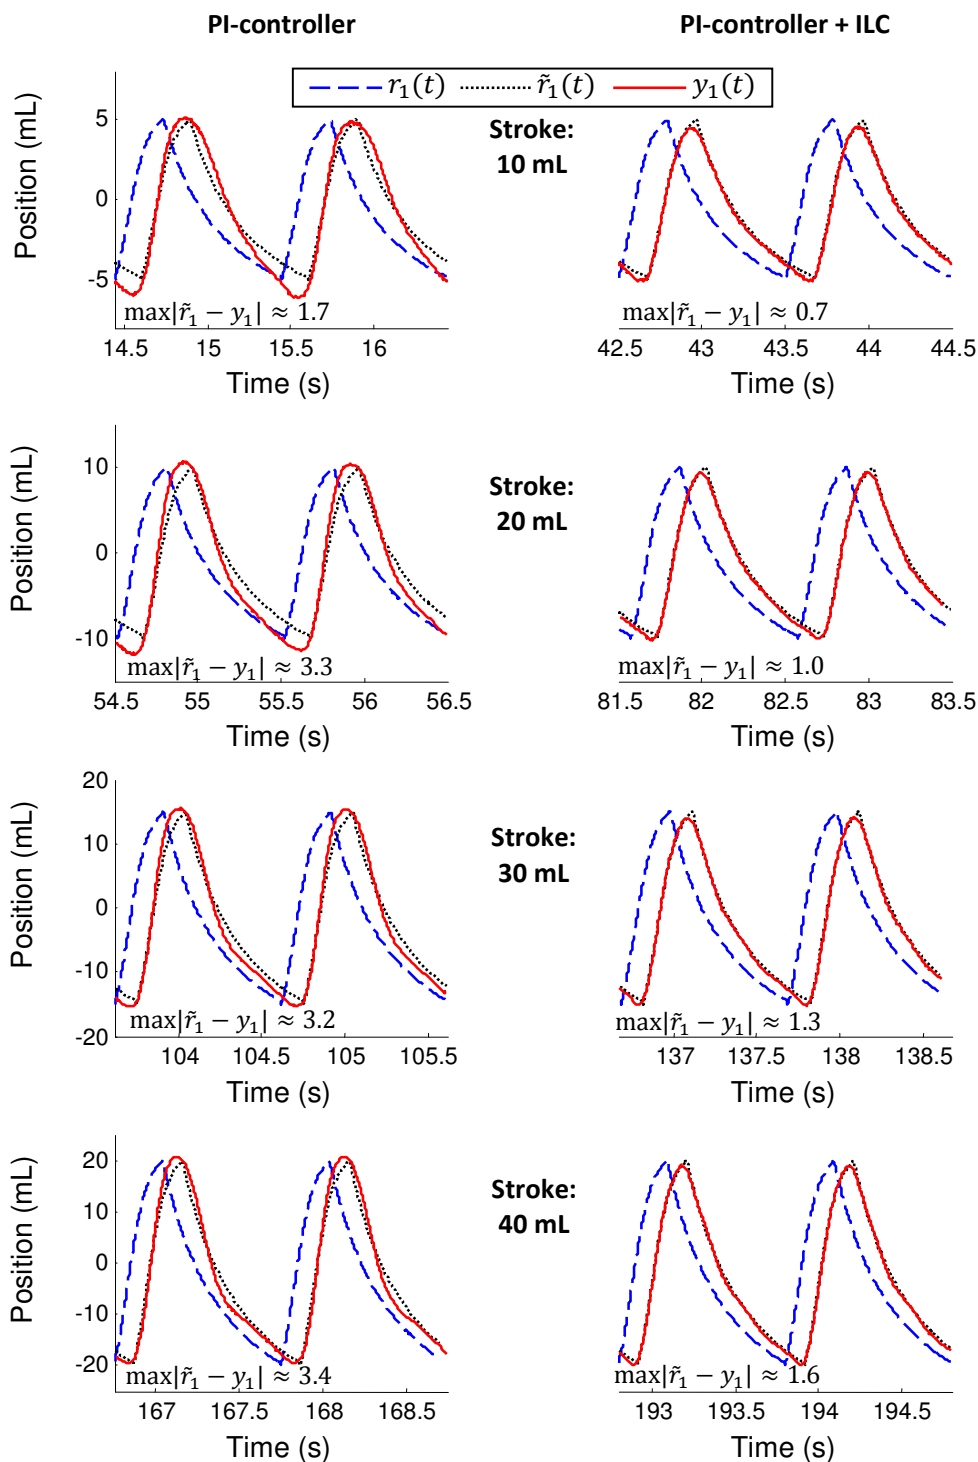 PI-controller
PI-controller + ILC
r₁(t) r̃₁(t) y₁(t)
Position (mL)
5
0
-5
max|r̃₁ − y₁| ≈ 1.7
14.5 15 15.5 16
Time (s)
Stroke:
10 mL
max|r̃₁ − y₁| ≈ 0.7
42.5 43 43.5 44 44.5
Time (s)
Position (mL)
10
0
-10
max|r̃₁ − y₁| ≈ 3.3
54.5 55 55.5 56 56.5
Time (s)
Stroke:
20 mL
max|r̃₁ − y₁| ≈ 1.0
81.5 82 82.5 83 83.5
Time (s)
Position (mL)
20
10
0
-10
-20
max|r̃₁ − y₁| ≈ 3.2
104 104.5 105 105.5
Time (s)
Stroke:
30 mL
max|r̃₁ − y₁| ≈ 1.3
137 137.5 138 138.5
Time (s)
Position (mL)
20
10
0
-10
-20
max|r̃₁ − y₁| ≈ 3.4
167 167.5 168 168.5
Time (s)
Stroke:
40 mL
max|r̃₁ − y₁| ≈ 1.6
193 193.5 194 194.5
Time (s)